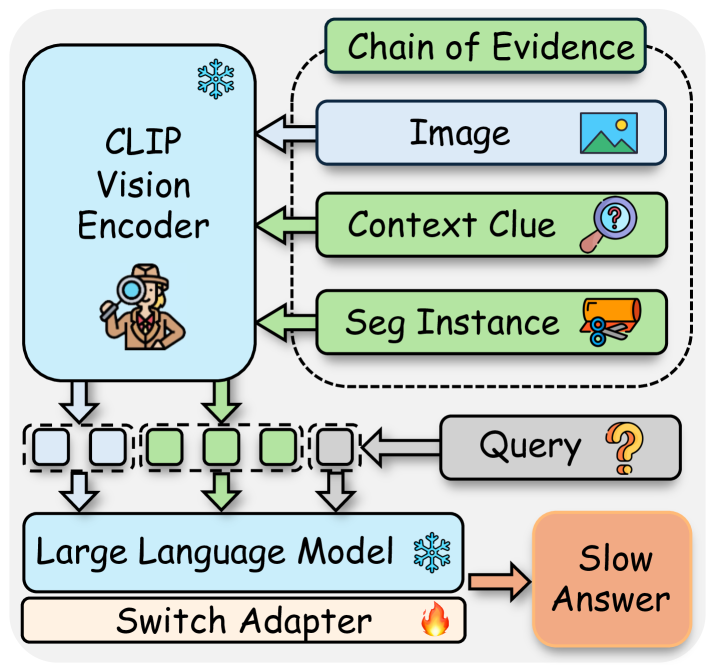 Chain of Evidence
CLIP
Vision
Encoder
Image
Context Clue
Seg Instance
Query
Large Language Model
Switch Adapter
Slow
Answer